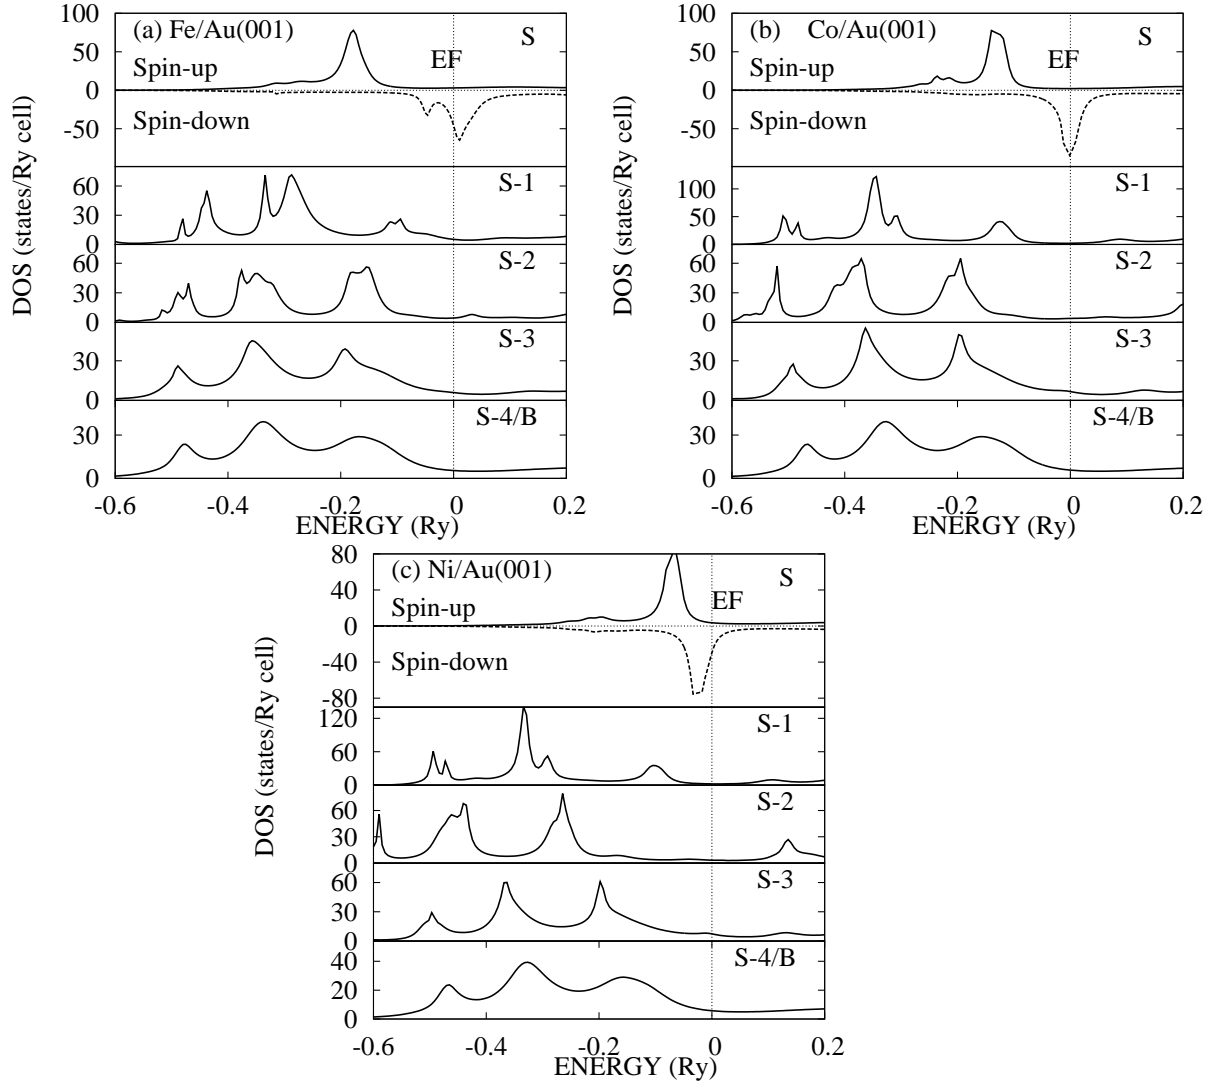 (a) Fe/Au(001)
S
EF
Spin-up
Spin-down
100
50
0
-50
S-1
60
30
0
S-2
60
30
0
S-3
30
0
S-4/B
30
0
-0.6
-0.4
-0.2
0
0.2
ENERGY (Ry)
DOS (states/Ry cell)
(b) Co/Au(001)
S
EF
Spin-up
Spin-down
100
50
0
-50
S-1
100
50
0
S-2
60
30
0
S-3
30
0
S-4/B
30
0
-0.6
-0.4
-0.2
0
0.2
ENERGY (Ry)
DOS (states/Ry cell)
(c) Ni/Au(001)
S
EF
Spin-up
Spin-down
80
40
0
-40
-80
S-1
120
60
0
S-2
60
30
0
S-3
60
30
0
S-4/B
40
20
0
-0.6
-0.4
-0.2
0
0.2
ENERGY (Ry)
DOS (states/Ry cell)